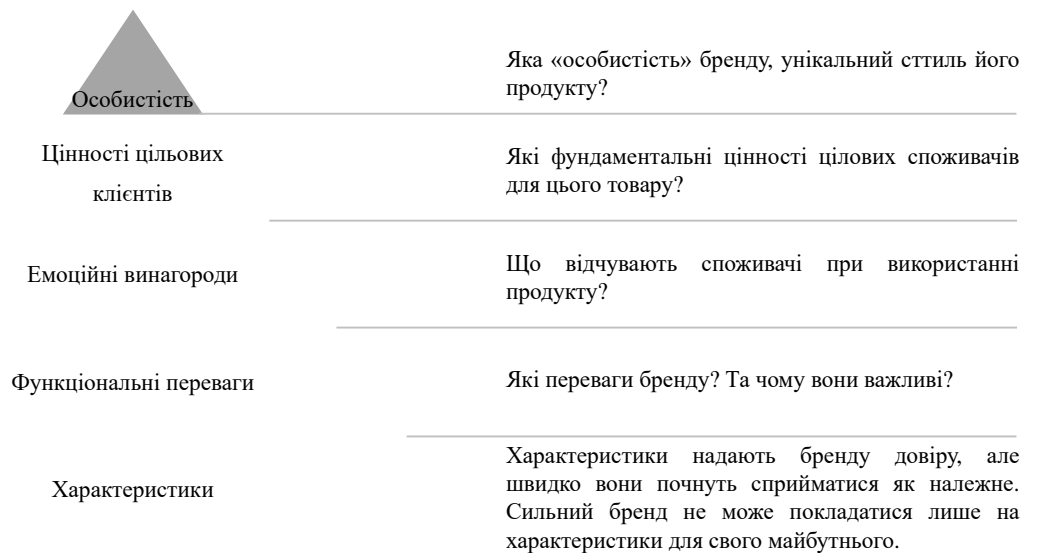 Особистість
Яка «особистість» бренду, унікальний сттиль його
продукту?
Цінності цільових
клієнтів
Які фундаментальні цінності цілових споживачів
для цього товару?
Емоційні винагороди
Що відчувають споживачі при використанні
продукту?
Функціональні переваги
Які переваги бренду? Та чому вони важливі?
Характеристики
Характеристики надають бренду довіру, але
швидко вони почнуть сприйматися як належне.
Сильний бренд не може покладатися лише на
характеристики для свого майбутнього.